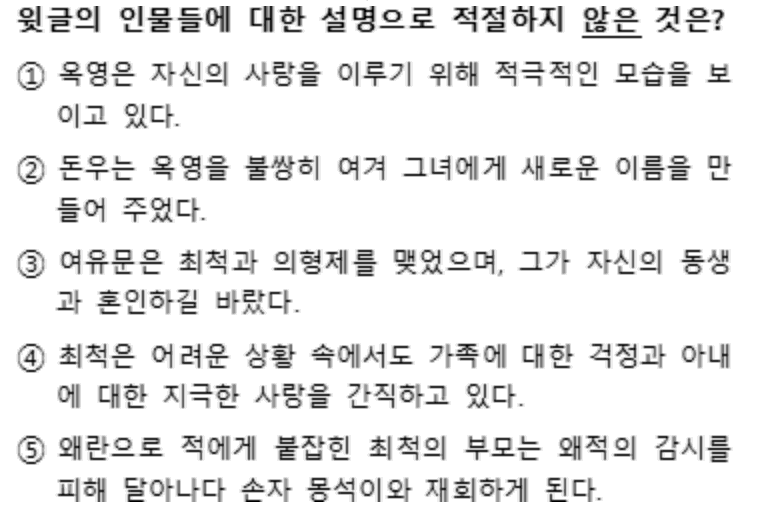 윗글의 인물들에 대한 설명으로 적절하지 않은 것은?
① 옥영은 자신의 사랑을 이루기 위해 적극적인 모습을 보
이고 있다.
② 돈우는 옥영을 불쌍히 여겨 그녀에게 새로운 이름을 만
들어 주었다.
③ 여유문은 최척과 의형제를 맺었으며, 그가 자신의 동생
과 혼인하길 바랐다.
④ 최척은 어려운 상황 속에서도 가족에 대한 걱정과 아내
에 대한 지극한 사랑을 간직하고 있다.
⑤ 왜란으로 적에게 붙잡힌 최척의 부모는 왜적의 감시를
피해 달아나다 손자 몽석이와 재회하게 된다.